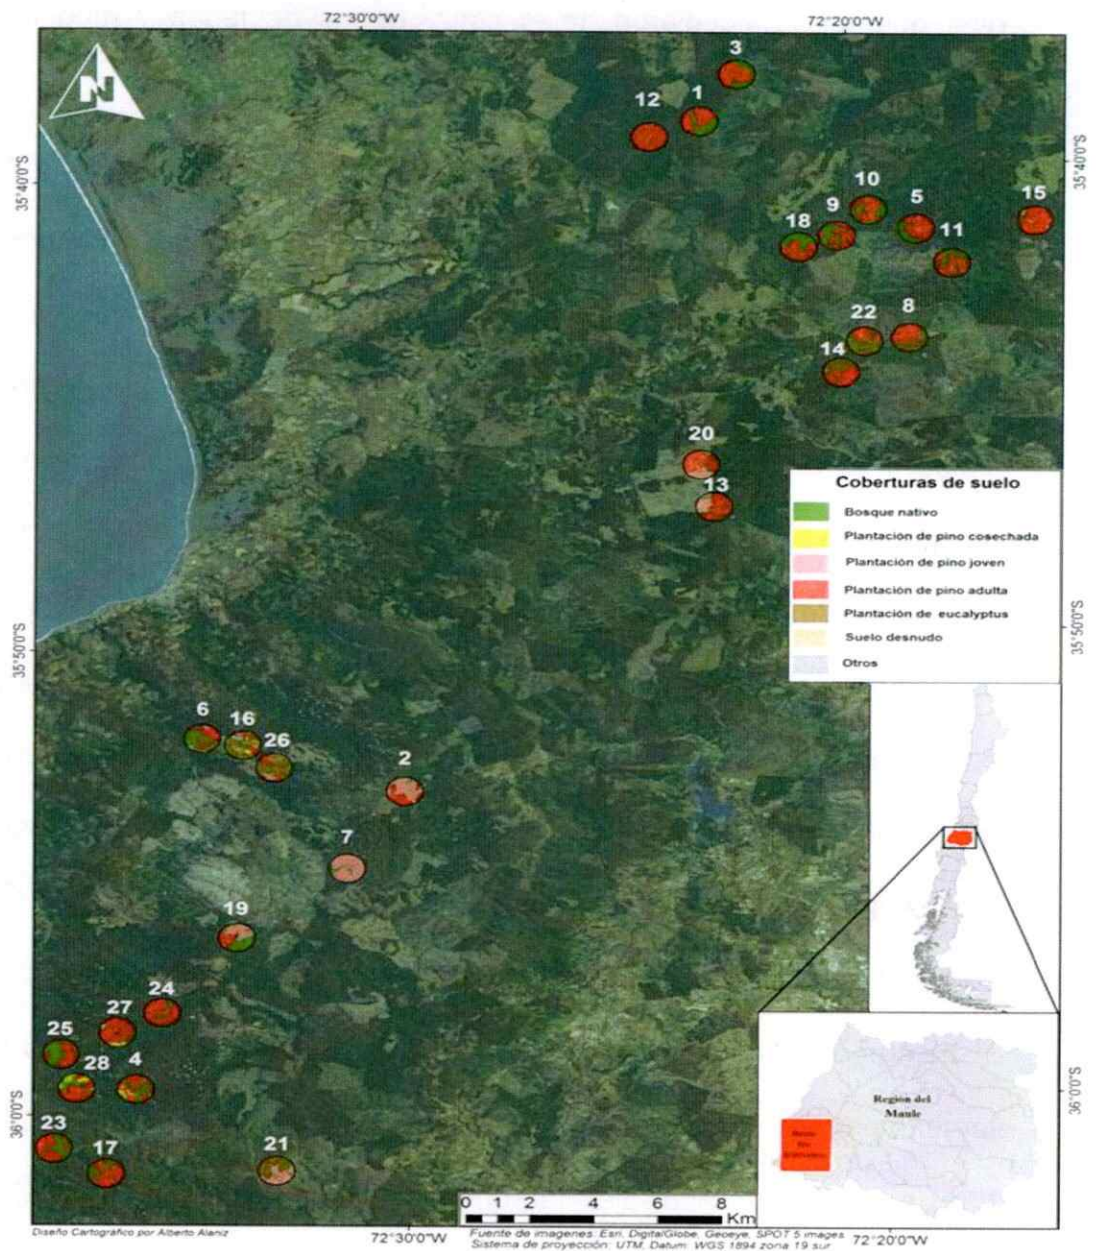 72°30'0"W
72°20'0"W
N
3
12
1
35°40'0"S
35°40'0"S
10
15
9
5
18
11
22
8
14
20
13
Coberturas de suelo
Bosque nativo
Plantación de pino cosechada
Plantación de pino joven
Plantación de pino adulta
Plantación de eucalyptus
Suelo desnudo
Otros
35°50'0"S
35°50'0"S
6
16
26
2
7
19
24
27
25
28
4
36°0'0"S
36°0'0"S
Región del
Maule
23
17
21
0 1 2 4 6 8
Km
Diseño Cartográfico por Alberto Alaniz
72°30'0"W
Fuente de imagenes: Esri, DigitalGlobe, Geoeye, SPOT 5 images
72°20'0"W
Sistema de proyección: UTM, Datum: WGS 1894 zona 19 sur